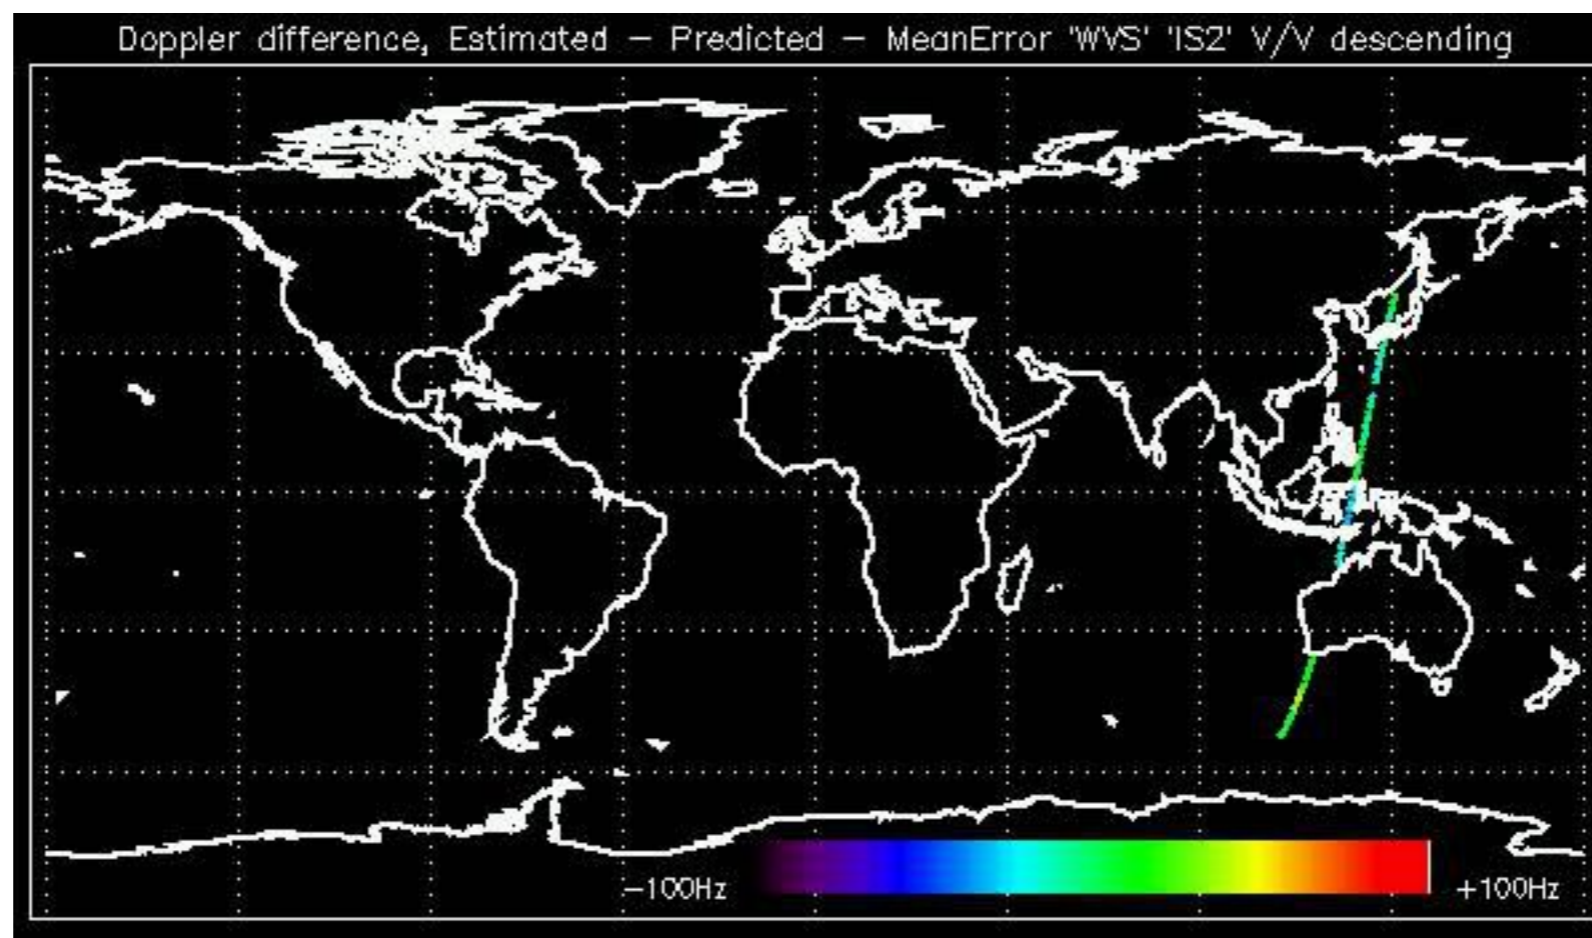 Doppler difference, Estimated – Predicted – MeanError 'WVS' 'IS2' V/V descending
–100Hz
+100Hz